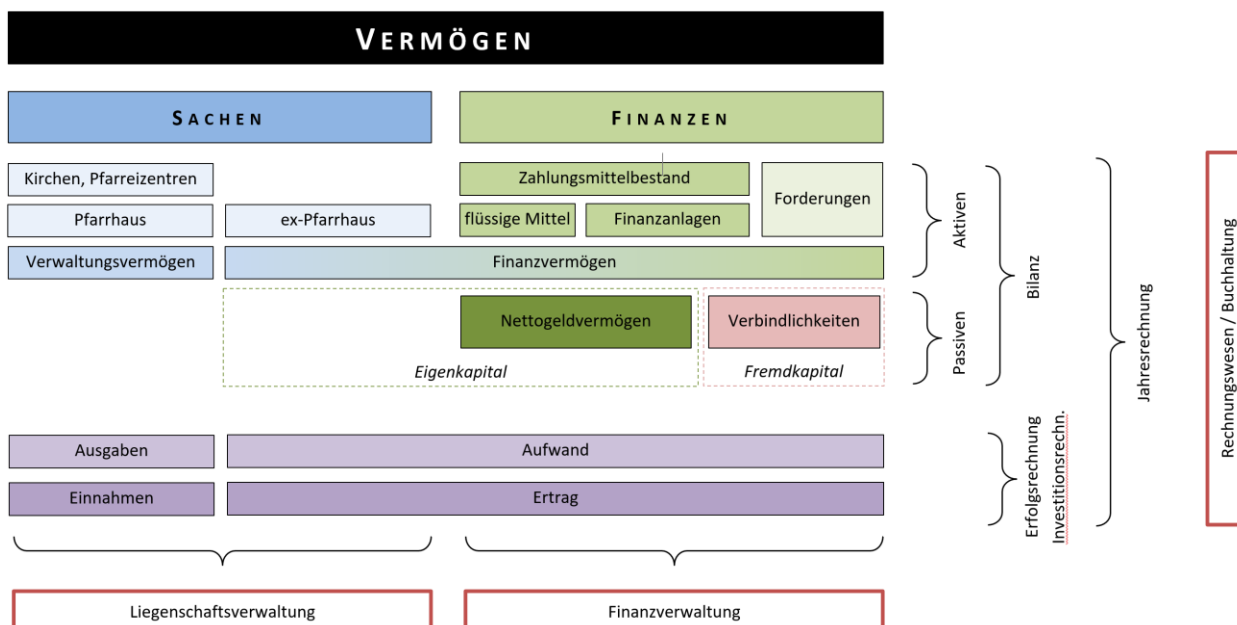 VERMÖGEN
SACHEN
FINANZEN
Kirchen, Pfarreizentren
Zahlungsmittelbestand
Forderungen
Pfarrhaus
ex-Pfarrhaus
flüssige Mittel
Finanzanlagen
Verwaltungsvermögen
Finanzvermögen
Nettogeldvermögen
Verbindlichkeiten
Eigenkapital
Fremdkapital
Aktiven
Passiven
Bilanz
Ausgaben
Aufwand
Einnahmen
Ertrag
Erfolgsrechnung
Investitionsrechn.
Jahresrechnung
Rechnungswesen / Buchhaltung
Liegenschaftsverwaltung
Finanzverwaltung